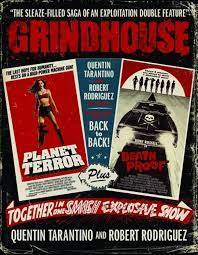 "THE SLEAZE-FILLED SAGA OF AN EXPLOITATION DOUBLE FEATURE"
GRINDHOUSE
THE LAST HOPE FOR HUMANITY...
RESTS ON A HIGH-POWER MACHINE GUN!
PLANET
TERROR
QUENTIN
TARANTINO
&
ROBERT
RODRIGUEZ
BACK to
BACK!
Plus
DEATH
PROOF
TOGETHER IN ONE SMASH EXPLOSIVE SHOW
QUENTIN TARANTINO AND ROBERT RODRIGUEZ